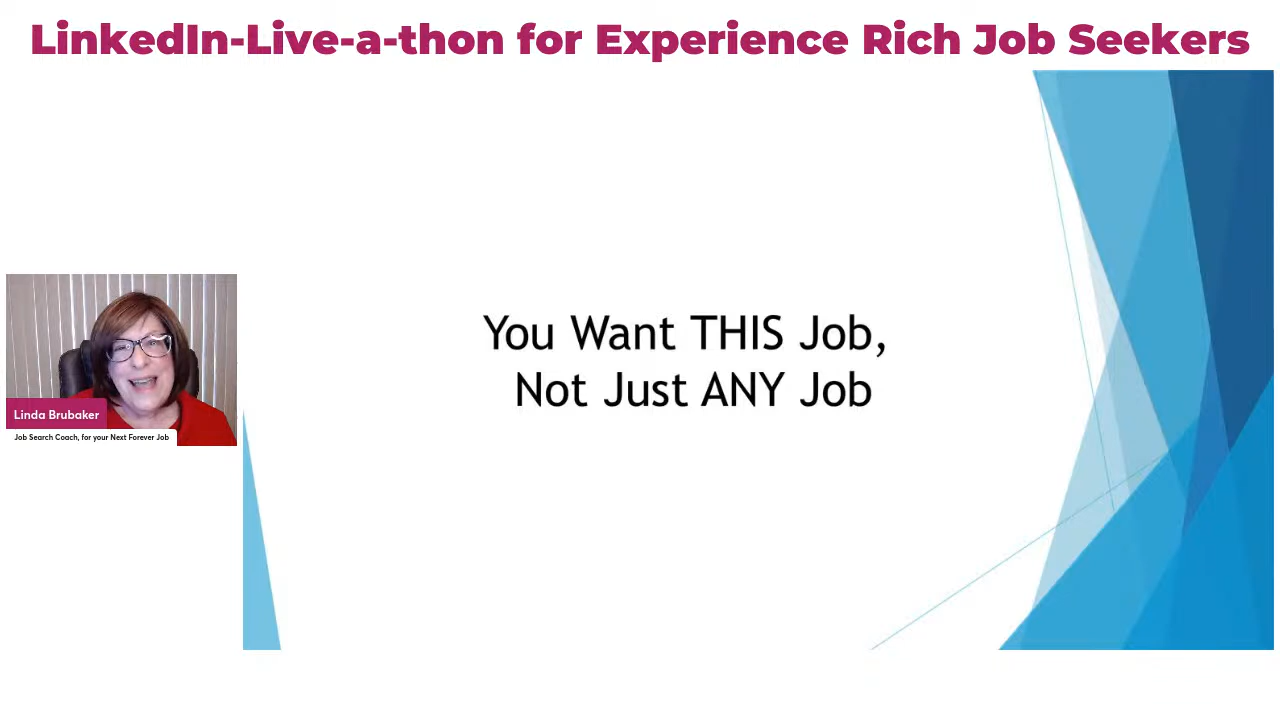 LinkedIn-Live-a-thon for Experience Rich Job Seekers
You Want THIS Job,
Not Just ANY Job
Linda Brubaker
Job Search Coach, for your Next Forever Job